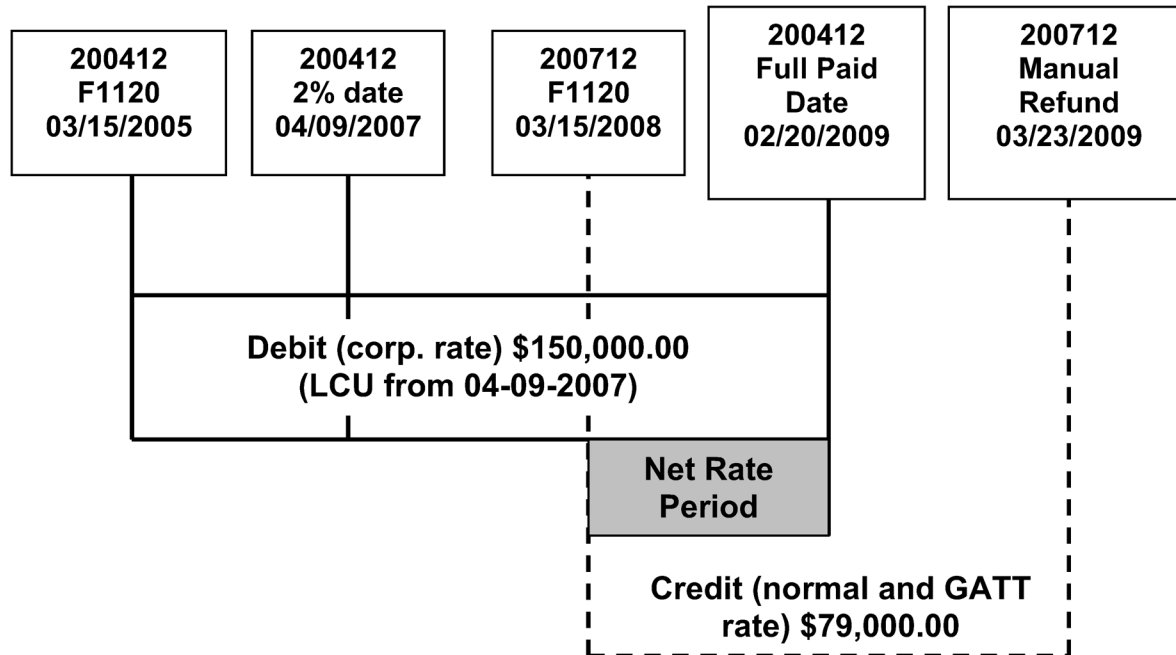 200412
F1120
03/15/2005
200412
2% date
04/09/2007
200712
F1120
03/15/2008
200412
Full Paid
Date
02/20/2009
200712
Manual
Refund
03/23/2009
Debit (corp. rate) $150,000.00
(LCU from 04-09-2007)
Net Rate
Period
Credit (normal and GATT
rate) $79,000.00